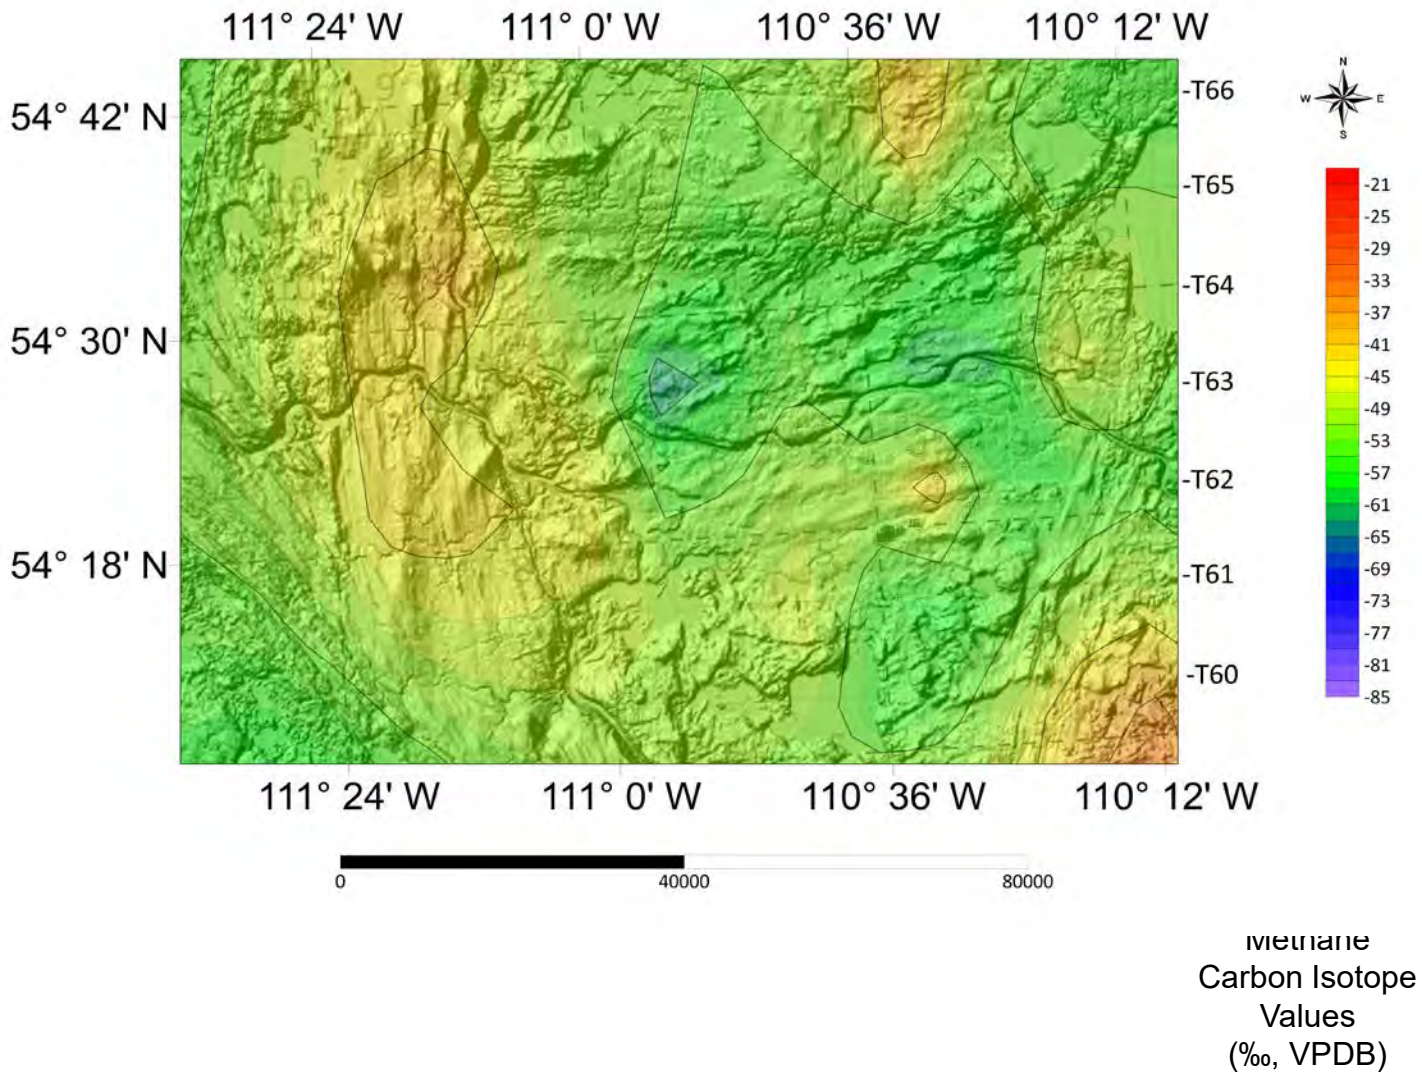 111° 24' W 111° 0' W 110° 36' W 110° 12' W
N
W E
S
54° 42' N
54° 30' N
54° 18' N
-T66
-T65
-T64
-T63
-T62
-T61
-T60
-21
-25
-29
-33
-37
-41
-45
-49
-53
-57
-61
-65
-69
-73
-77
-81
-85
111° 24' W 111° 0' W 110° 36' W 110° 12' W
0 40000 80000
Methane
Carbon Isotope
Values
(‰, VPDB)